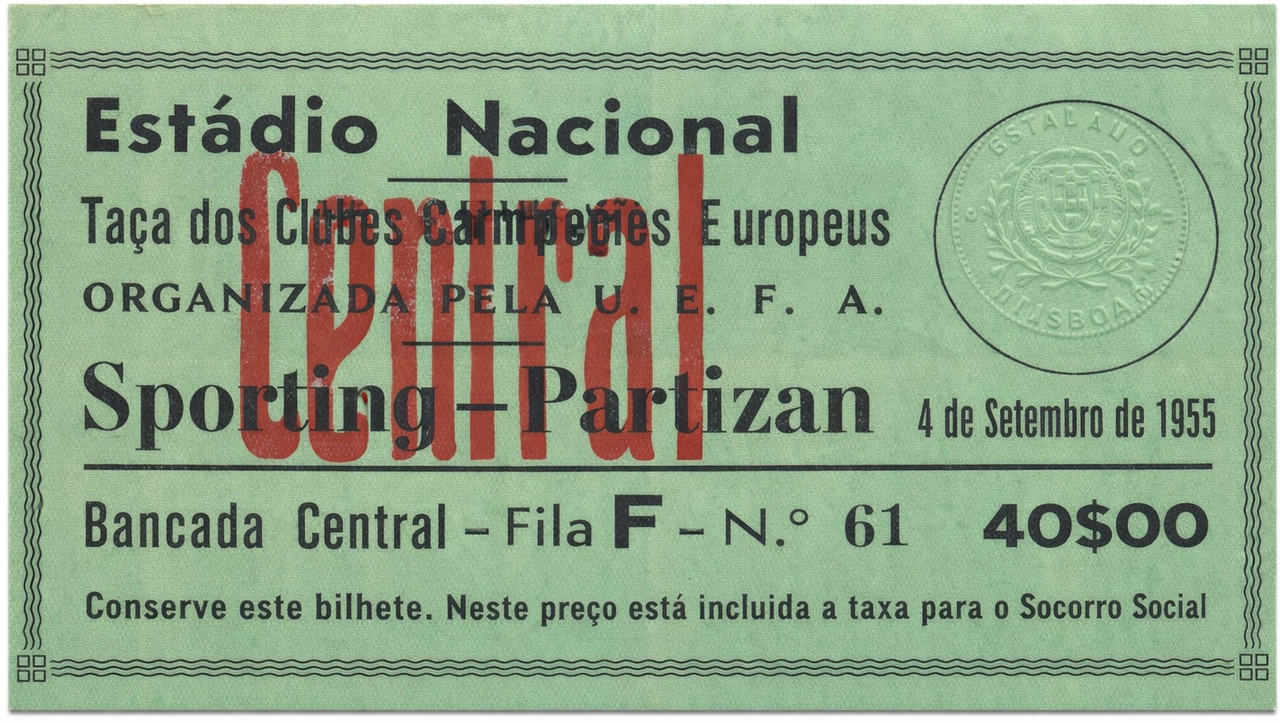 Estádio Nacional
Central
Taça dos Clubes Europeus
ORGANIZADA PELA U. E. F. A.
Sporting – Partizan
4 de Setembro de 1955
Bancada Central – Fila F – N.º 61 40$00
Conserve este bilhete. Neste preço está incluida a taxa para o Socorro Social